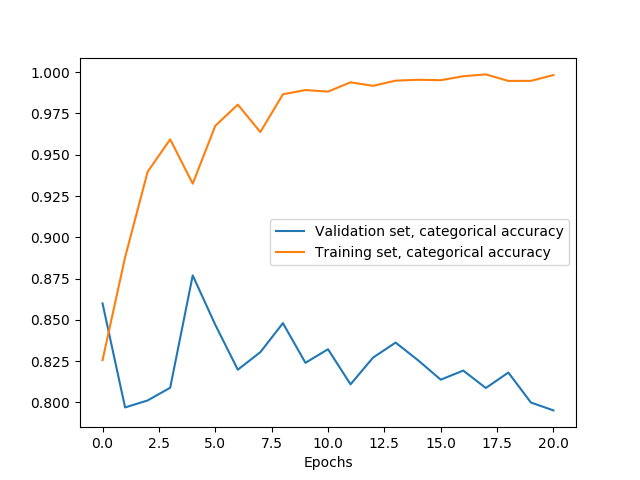 1.000
0.975
0.950
0.925
0.900
0.875
0.850
0.825
0.800
Validation set, categorical accuracy
Training set, categorical accuracy
0.0 2.5 5.0 7.5 10.0 12.5 15.0 17.5 20.0
Epochs